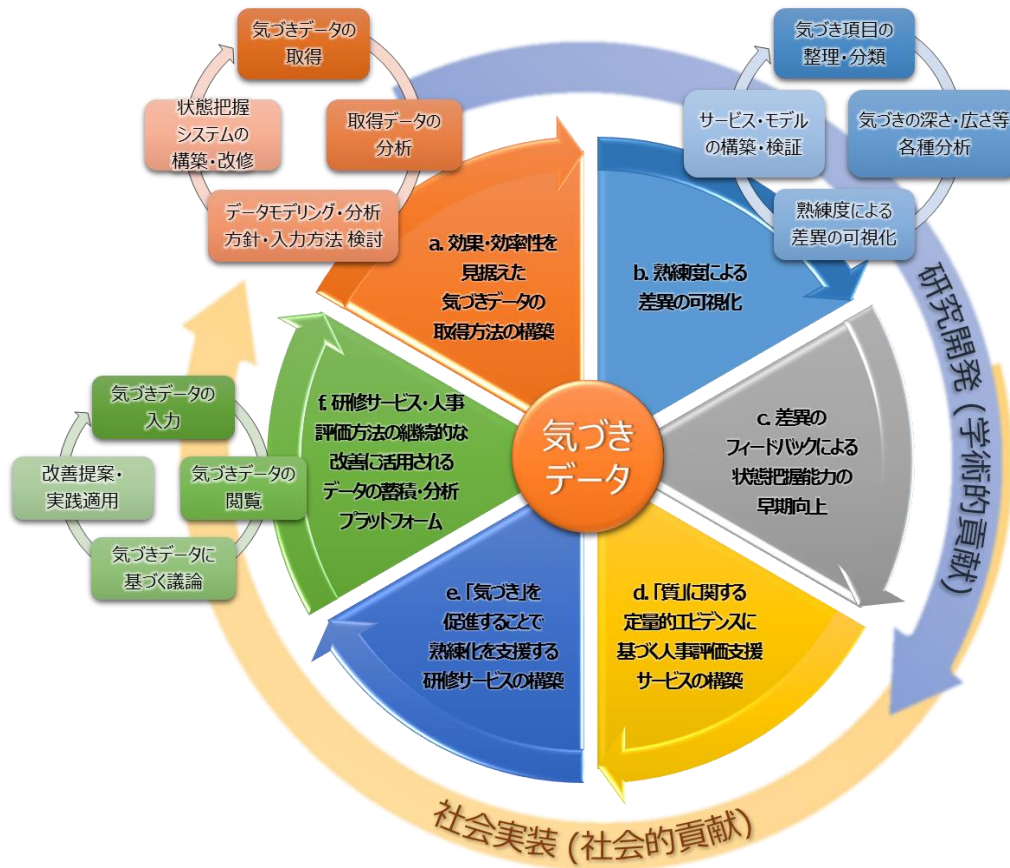 気づきデータの
取得
取得データの
分析
データモデリング・分析
方針・入力方法 検討
状態把握
システムの
構築・改修
気づき項目の
整理・分類
気づきの深さ・広さ等
各種分析
熟練度による
差異の可視化
サービス・モデル
の構築・検証
a. 効果・効率性を
見据えた
気づきデータの
取得方法の構築
b. 熟練度による
差異の可視化
c. 差異の
フィードバックによる
状態把握能力の
早期向上
d.「質」に関する
定量的エビデンスに
基づく人事評価支援
サービスの構築
e.「気づき」を
促進することで
熟練化を支援する
研修サービスの構築
f. 研修サービス・人事
評価方法の継続的な
改善に活用される
データの蓄積・分析
プラットフォーム
気づき
データ
気づきデータの
入力
気づきデータの
閲覧
気づきデータに
基づく議論
改善提案・
実践適用
研究開発 (学術的貢献)
社会実装 (社会的貢献)